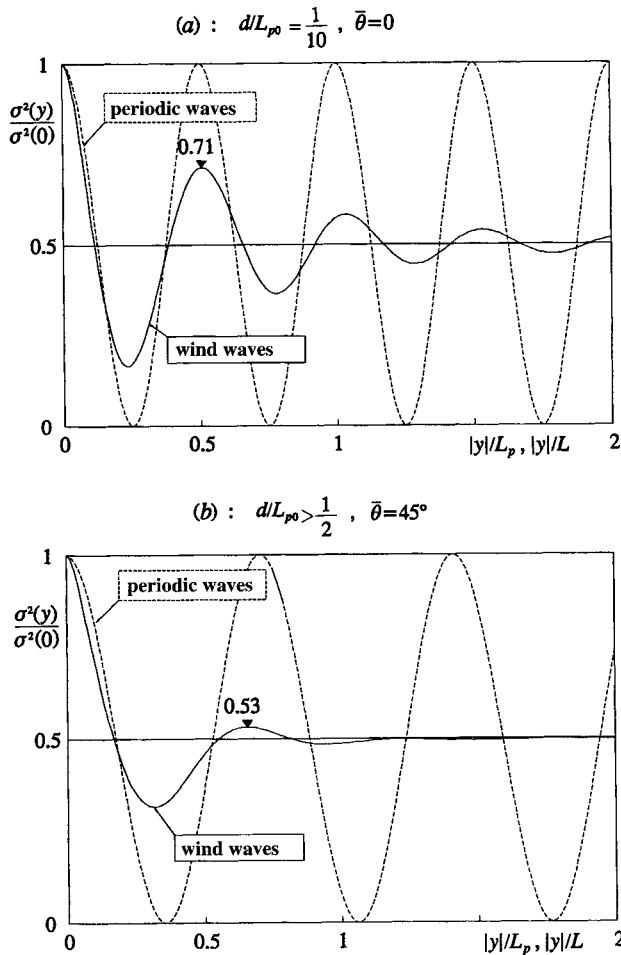 (a) : d/Lp0 = 1/10 , θ̄=0
1
σ²(y)/σ²(0)
periodic waves
0.71
0.5
wind waves
0
0 0.5 1 |y|/Lp , |y|/L 2
(b) : d/Lp0 > 1/2 , θ̄=45°
1
periodic waves
σ²(y)/σ²(0)
0.53
0.5
wind waves
0
0 0.5 1 |y|/Lp , |y|/L 2